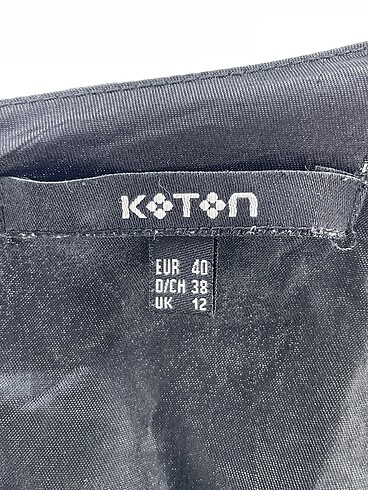 KOTON
EUR 40
D/CH 38
UK 12